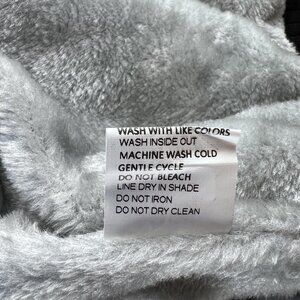 WASH WITH LIKE COLORS
WASH INSIDE OUT
MACHINE WASH COLD
GENTLE CYCLE
DO NOT BLEACH
LINE DRY IN SHADE
DO NOT IRON
DO NOT DRY CLEAN